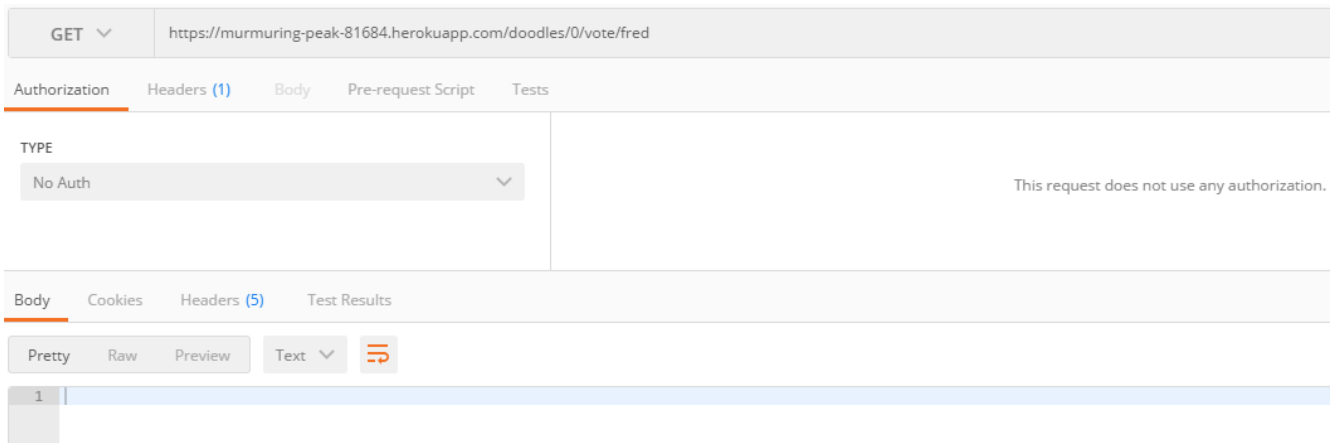 GET https://murmuring-peak-81684.herokuapp.com/doodles/0/vote/fred
Authorization Headers (1) Body Pre-request Script Tests
TYPE
No Auth
This request does not use any authorization.
Body Cookies Headers (5) Test Results
Pretty Raw Preview Text
1